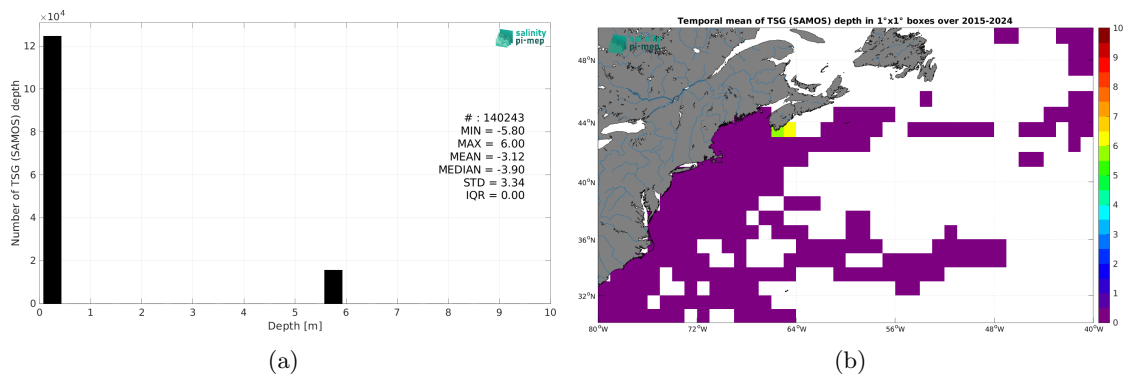 ×10⁴
12
10
8
6
4
2
0
Number of TSG (SAMOS) depth
0 1 2 3 4 5 6 7 8 9 10
Depth [m]
salinity
pi-mep
# : 140243
MIN = -5.80
MAX = 6.00
MEAN = -3.12
MEDIAN = -3.90
STD = 3.34
IQR = 0.00
(a)
Temporal mean of TSG (SAMOS) depth in 1°x1° boxes over 2015-2024
salinity
pi-mep
48°N
44°N
40°N
36°N
32°N
80°W 72°W 64°W 56°W 48°W 40°W
10
9
8
7
6
5
4
3
2
1
0
(b)